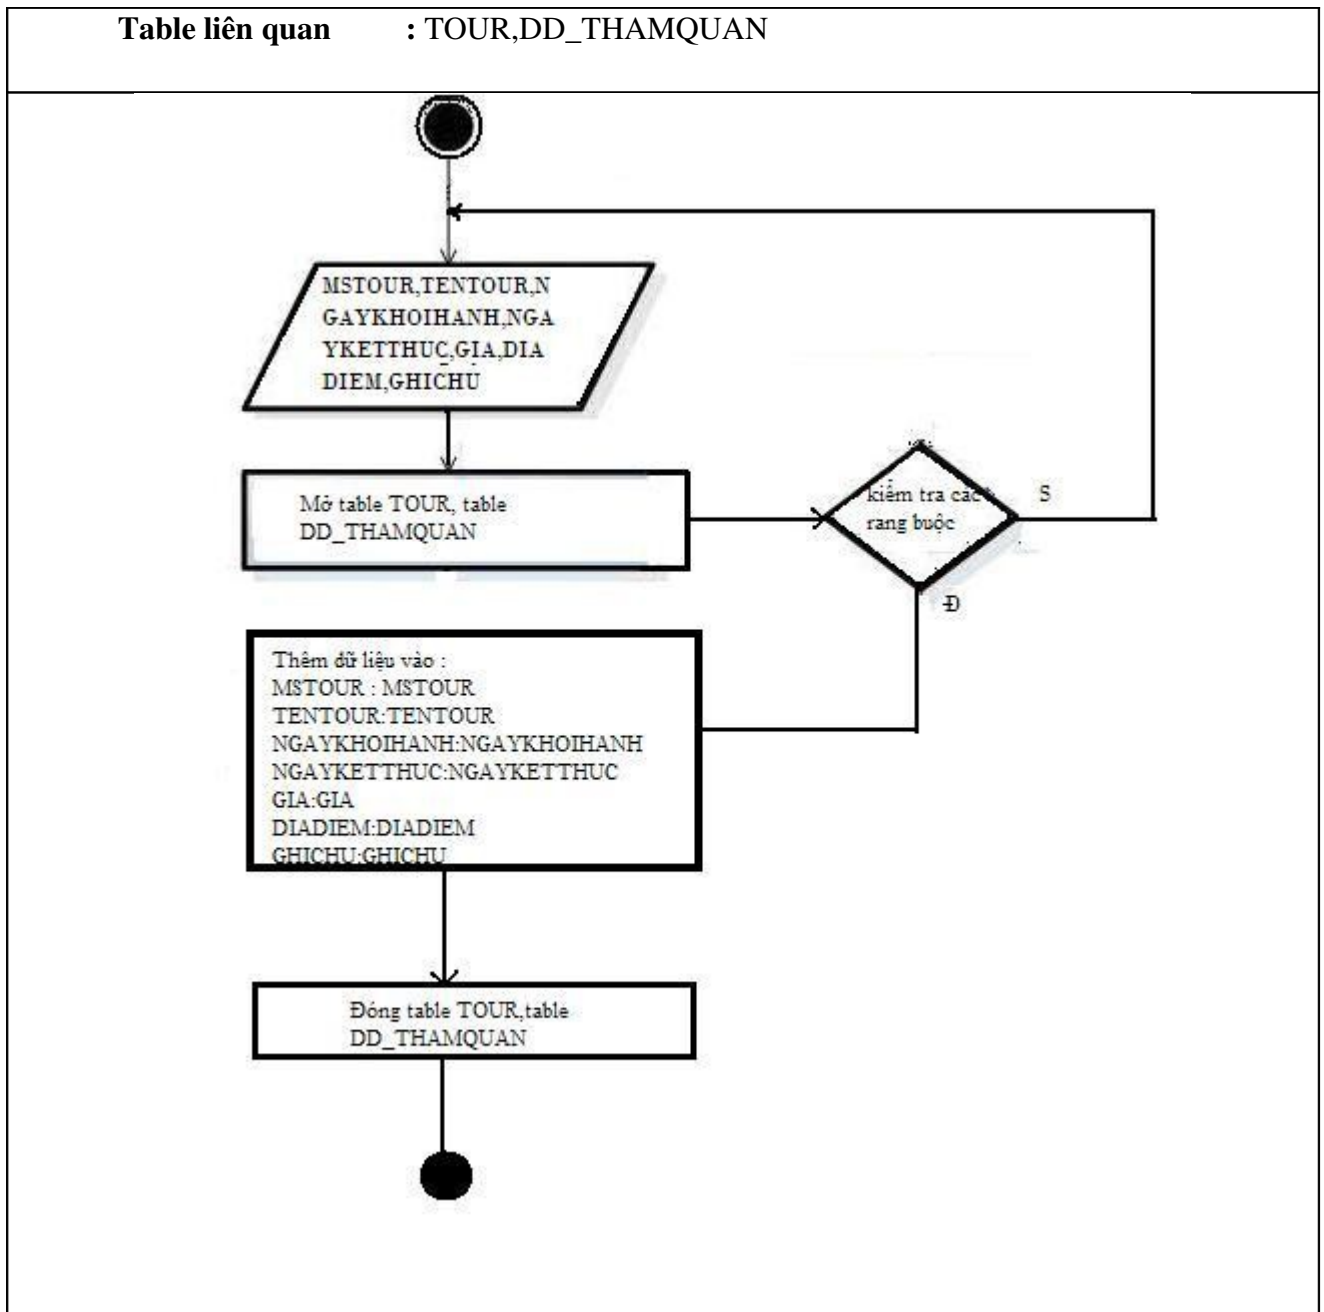 Table liên quan : TOUR,DD_THAMQUAN
MSTOUR,TENTOUR,N
GAYKHOIHANH,NGA
YKETTHUC,GIA,DIA
DIEM,GHICHU
Mở table TOUR, table
DD_THAMQUAN
kiểm tra các
rang buộc
S
Đ
Thêm dữ liệu vào :
MSTOUR : MSTOUR
TENTOUR:TENTOUR
NGAYKHOIHANH:NGAYKHOIHANH
NGAYKETTHUC:NGAYKETTHUC
GIA:GIA
DIADIEM:DIADIEM
GHICHU:GHICHU
Đóng table TOUR,table
DD_THAMQUAN